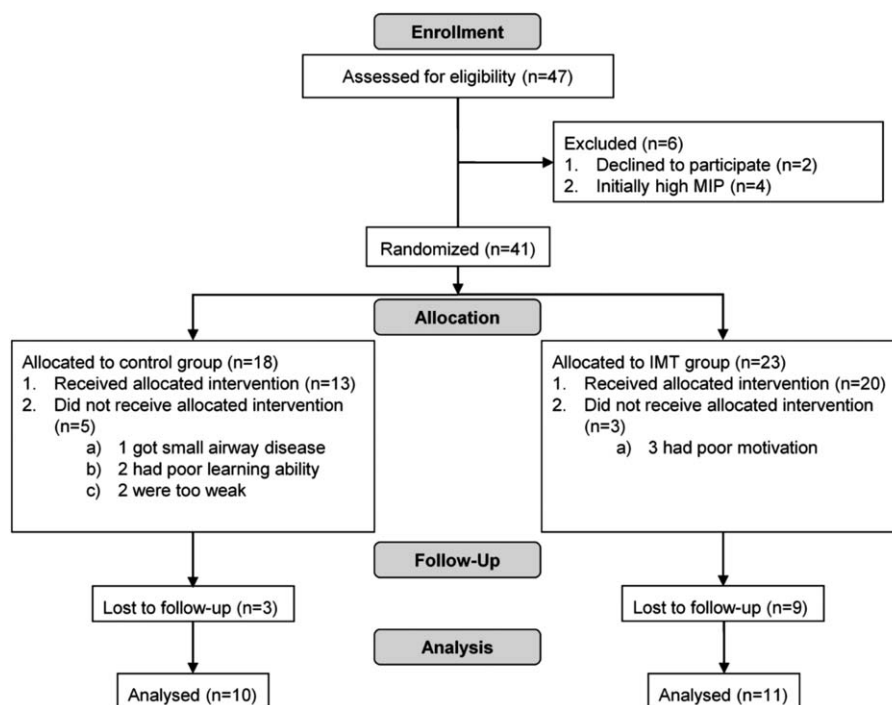 Enrollment
Assessed for eligibility (n=47)
Excluded (n=6)
1. Declined to participate (n=2)
2. Initially high MIP (n=4)
Randomized (n=41)
Allocation
Allocated to control group (n=18)
1. Received allocated intervention (n=13)
2. Did not receive allocated intervention
(n=5)
a) 1 got small airway disease
b) 2 had poor learning ability
c) 2 were too weak
Allocated to IMT group (n=23)
1. Received allocated intervention (n=20)
2. Did not receive allocated intervention
(n=3)
a) 3 had poor motivation
Follow-Up
Lost to follow-up (n=3)
Lost to follow-up (n=9)
Analysis
Analysed (n=10)
Analysed (n=11)